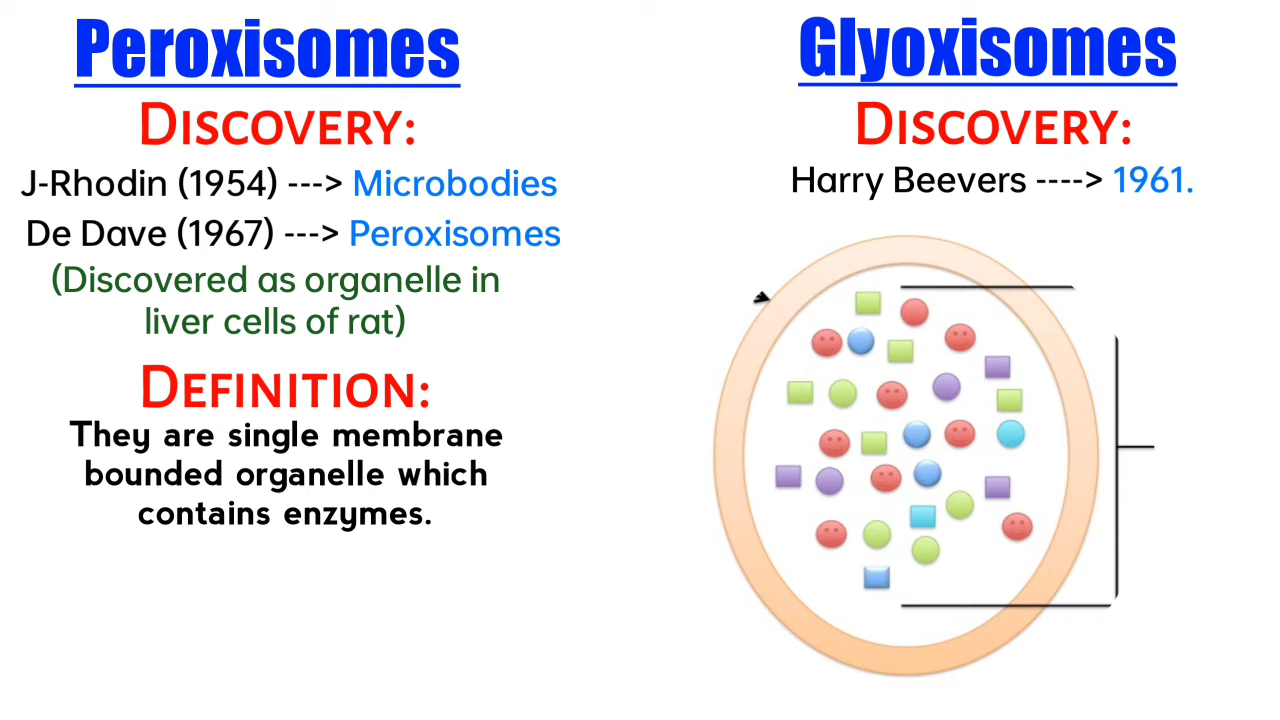 Peroxisomes
DISCOVERY:
J-Rhodin (1954) ---> Microbodies
De Dave (1967) ---> Peroxisomes
(Discovered as organelle in
liver cells of rat)
DEFINITION:
They are single membrane
bounded organelle which
contains enzymes.
Glyoxisomes
DISCOVERY:
Harry Beevers ----> 1961.